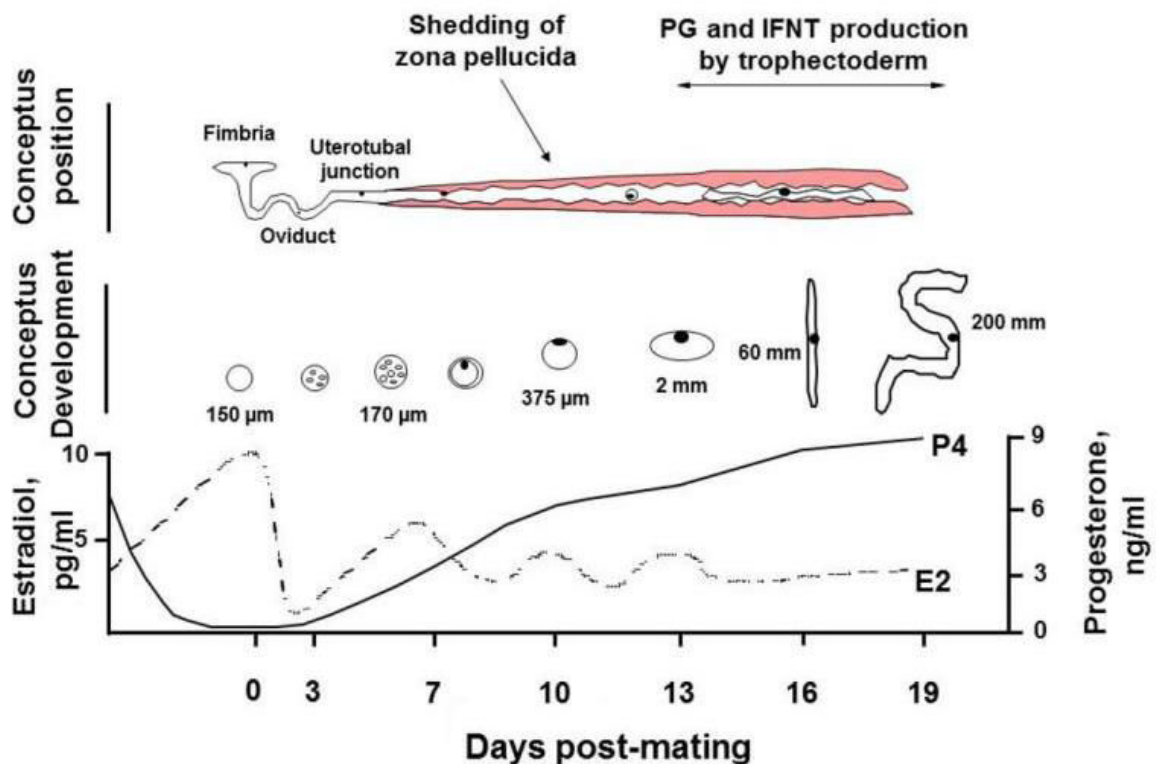 Shedding of
zona pellucida
PG and IFNT production
by trophectoderm
Conceptus
position
Fimbria
Uterotubal
junction
Oviduct
Conceptus
Development
150 µm
170 µm
375 µm
2 mm
60 mm
200 mm
Estradiol,
pg/ml
10
5
P4
E2
9
6
3
0
Progesterone,
ng/ml
0 3 7 10 13 16 19
Days post-mating